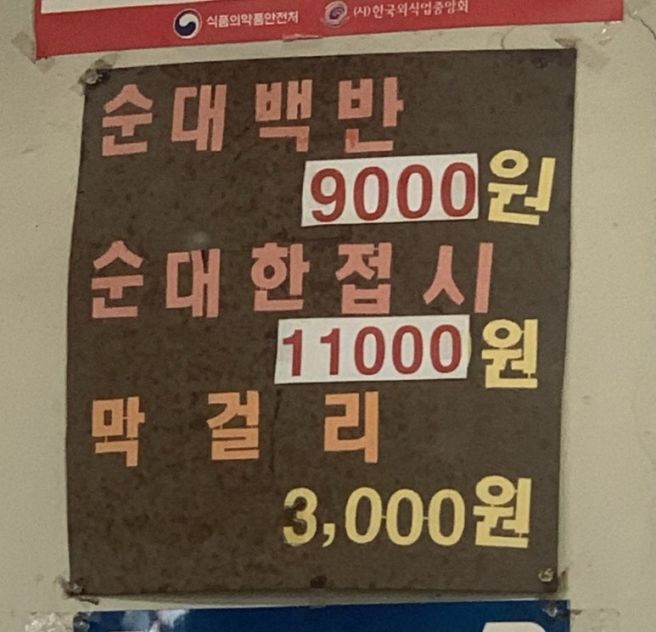 식품의약품안전처 (사)한국외식업중앙회
순대백반
9000원
순대한접시
11000원
막걸리
3,000원